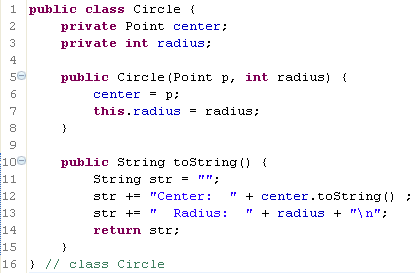 1 public class Circle {
2     private Point center;
3     private int radius;
4
5     public Circle(Point p, int radius) {
6         center = p;
7         this.radius = radius;
8     }
9
10     public String toString() {
11         String str = "";
12         str += "Center:  " + center.toString() ;
13         str += "  Radius:  " + radius + "\n";
14         return str;
15     }
16 } // class Circle